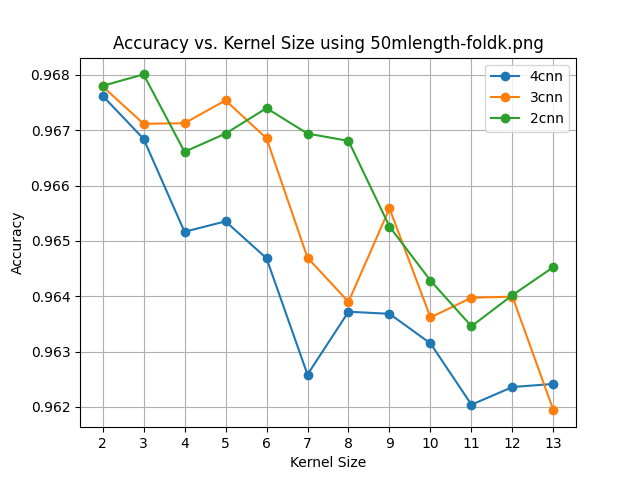 Accuracy vs. Kernel Size using 50mlength-foldk.png
4cnn
3cnn
2cnn
0.968
0.967
0.966
0.965
0.964
0.963
0.962
Accuracy
2 3 4 5 6 7 8 9 10 11 12 13
Kernel Size